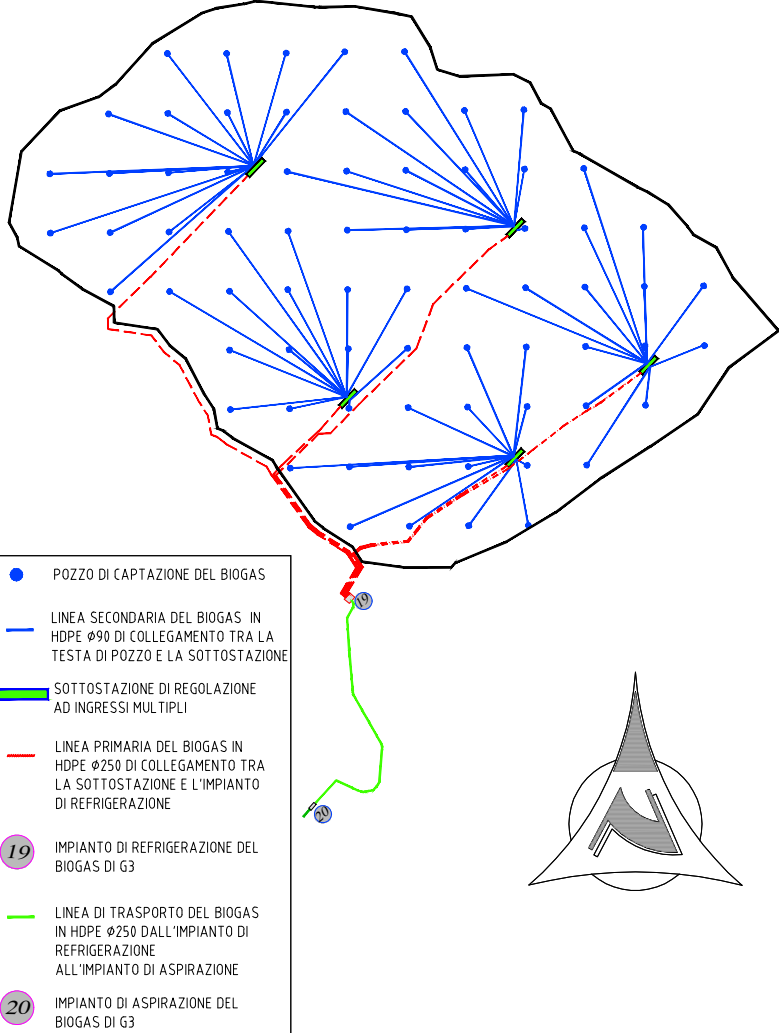 19
20
POZZO DI CAPTAZIONE DEL BIOGAS
LINEA SECONDARIA DEL BIOGAS IN
HDPE Ø90 DI COLLEGAMENTO TRA LA
TESTA DI POZZO E LA SOTTOSTAZIONE
SOTTOSTAZIONE DI REGOLAZIONE
AD INGRESSI MULTIPLI
LINEA PRIMARIA DEL BIOGAS IN
HDPE Ø250 DI COLLEGAMENTO TRA
LA SOTTOSTAZIONE E L'IMPIANTO
DI REFRIGERAZIONE
19
IMPIANTO DI REFRIGERAZIONE DEL
BIOGAS DI G3
LINEA DI TRASPORTO DEL BIOGAS
IN HDPE Ø250 DALL'IMPIANTO DI
REFRIGERAZIONE
ALL'IMPIANTO DI ASPIRAZIONE
20
IMPIANTO DI ASPIRAZIONE DEL
BIOGAS DI G3